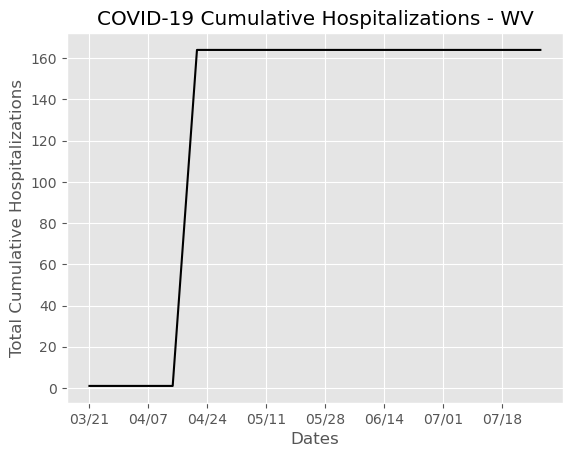 COVID-19 Cumulative Hospitalizations - WV
Total Cumulative Hospitalizations
160
140
120
100
80
60
40
20
0
03/21 04/07 04/24 05/11 05/28 06/14 07/01 07/18
Dates